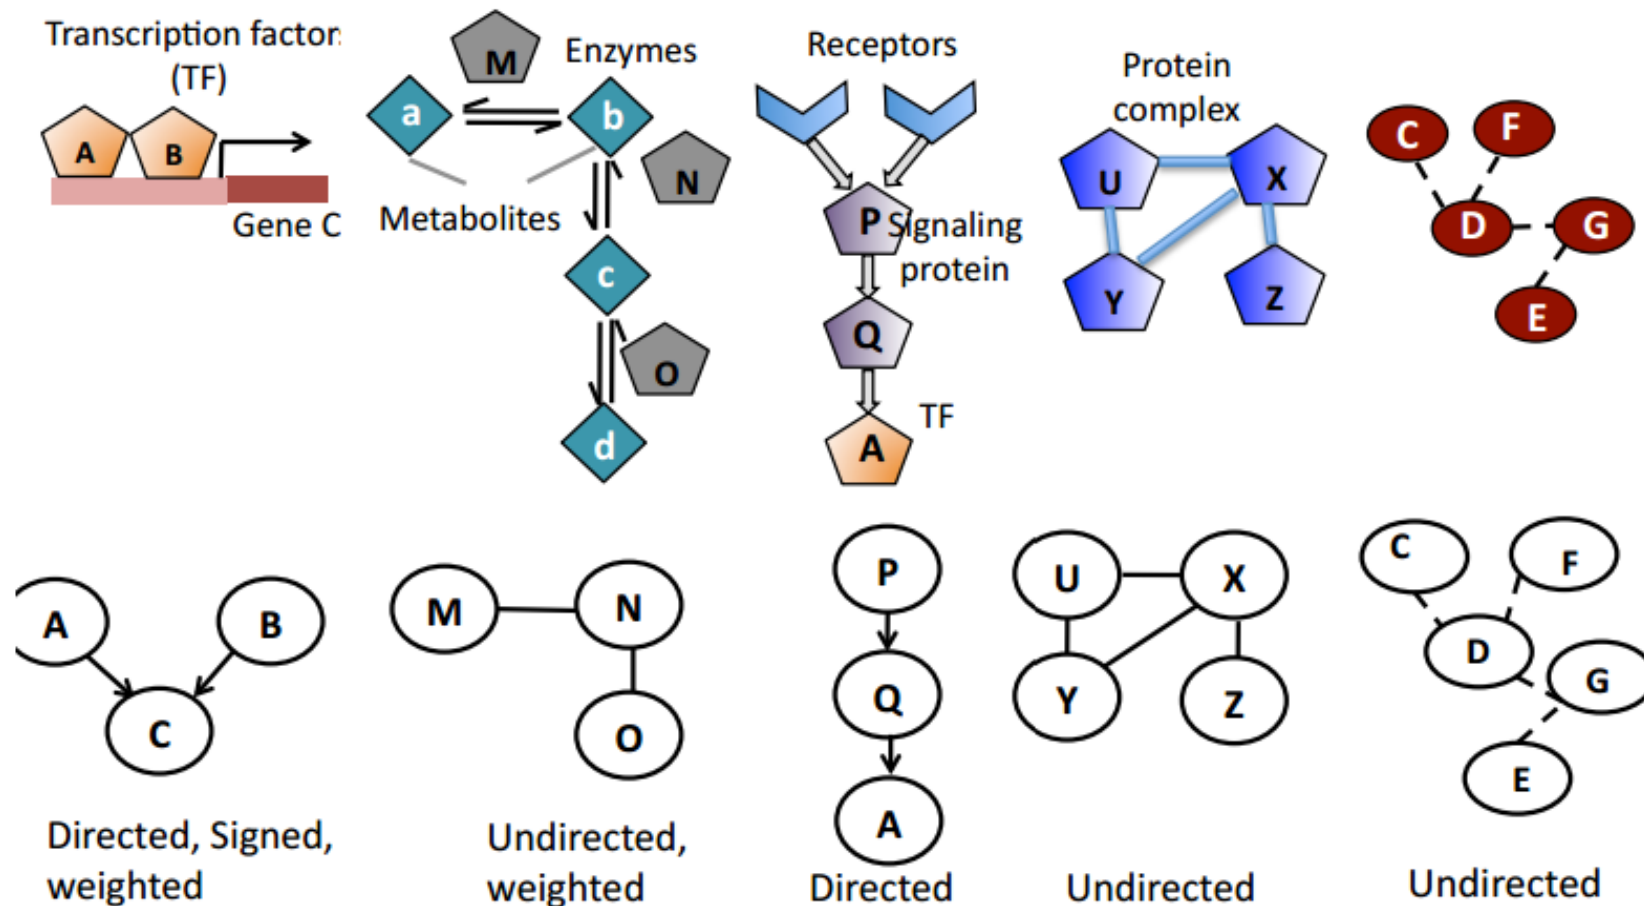 Transcription factor
(TF)
A
B
Gene C
M
Enzymes
a
b
N
Metabolites
c
O
d
Receptors
P
Signaling
protein
Q
TF
A
Protein
complex
U
X
Y
Z
C
F
D
G
E
A
B
C
Directed, Signed,
weighted
M
N
O
Undirected,
weighted
P
Q
A
Directed
U
X
Y
Z
Undirected
C
F
D
G
E
Undirected